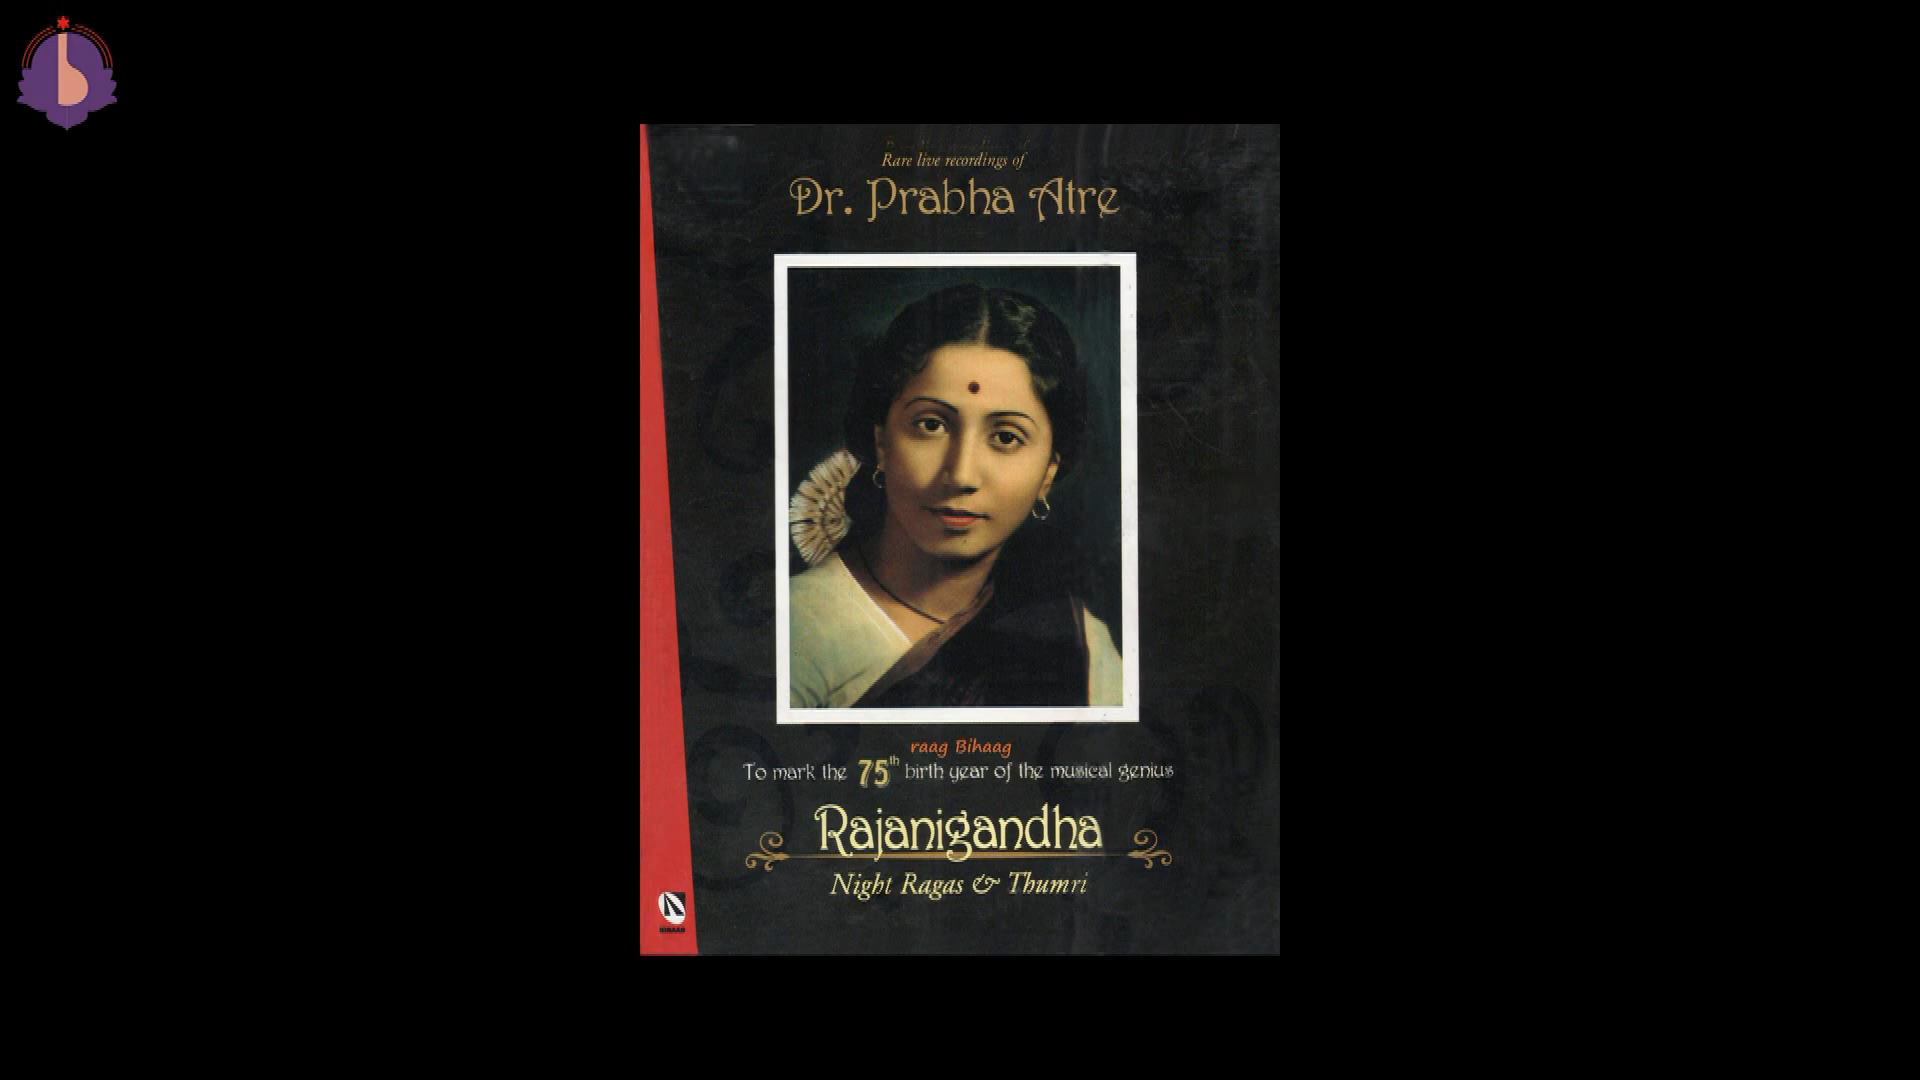 Rare live recordings of
Dr. Prabha Atre
raag Bihaag
To mark the 75th birth year of the musical genius
Rajanigandha
Night Ragas & Thumri